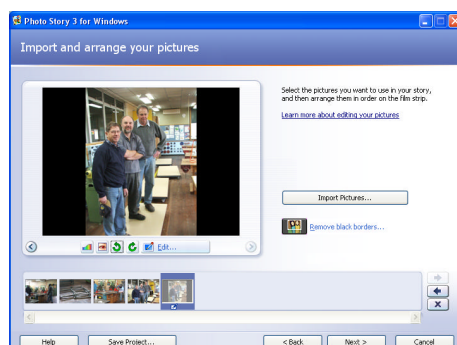 Photo Story 3 for Windows
Import and arrange your pictures
Select the pictures you want to use in your story,
and then arrange them in order on the film strip.
Learn more about editing your pictures
Import Pictures...
Remove black borders...
Edit...
Help
Save Project...
< Back
Next >
Cancel